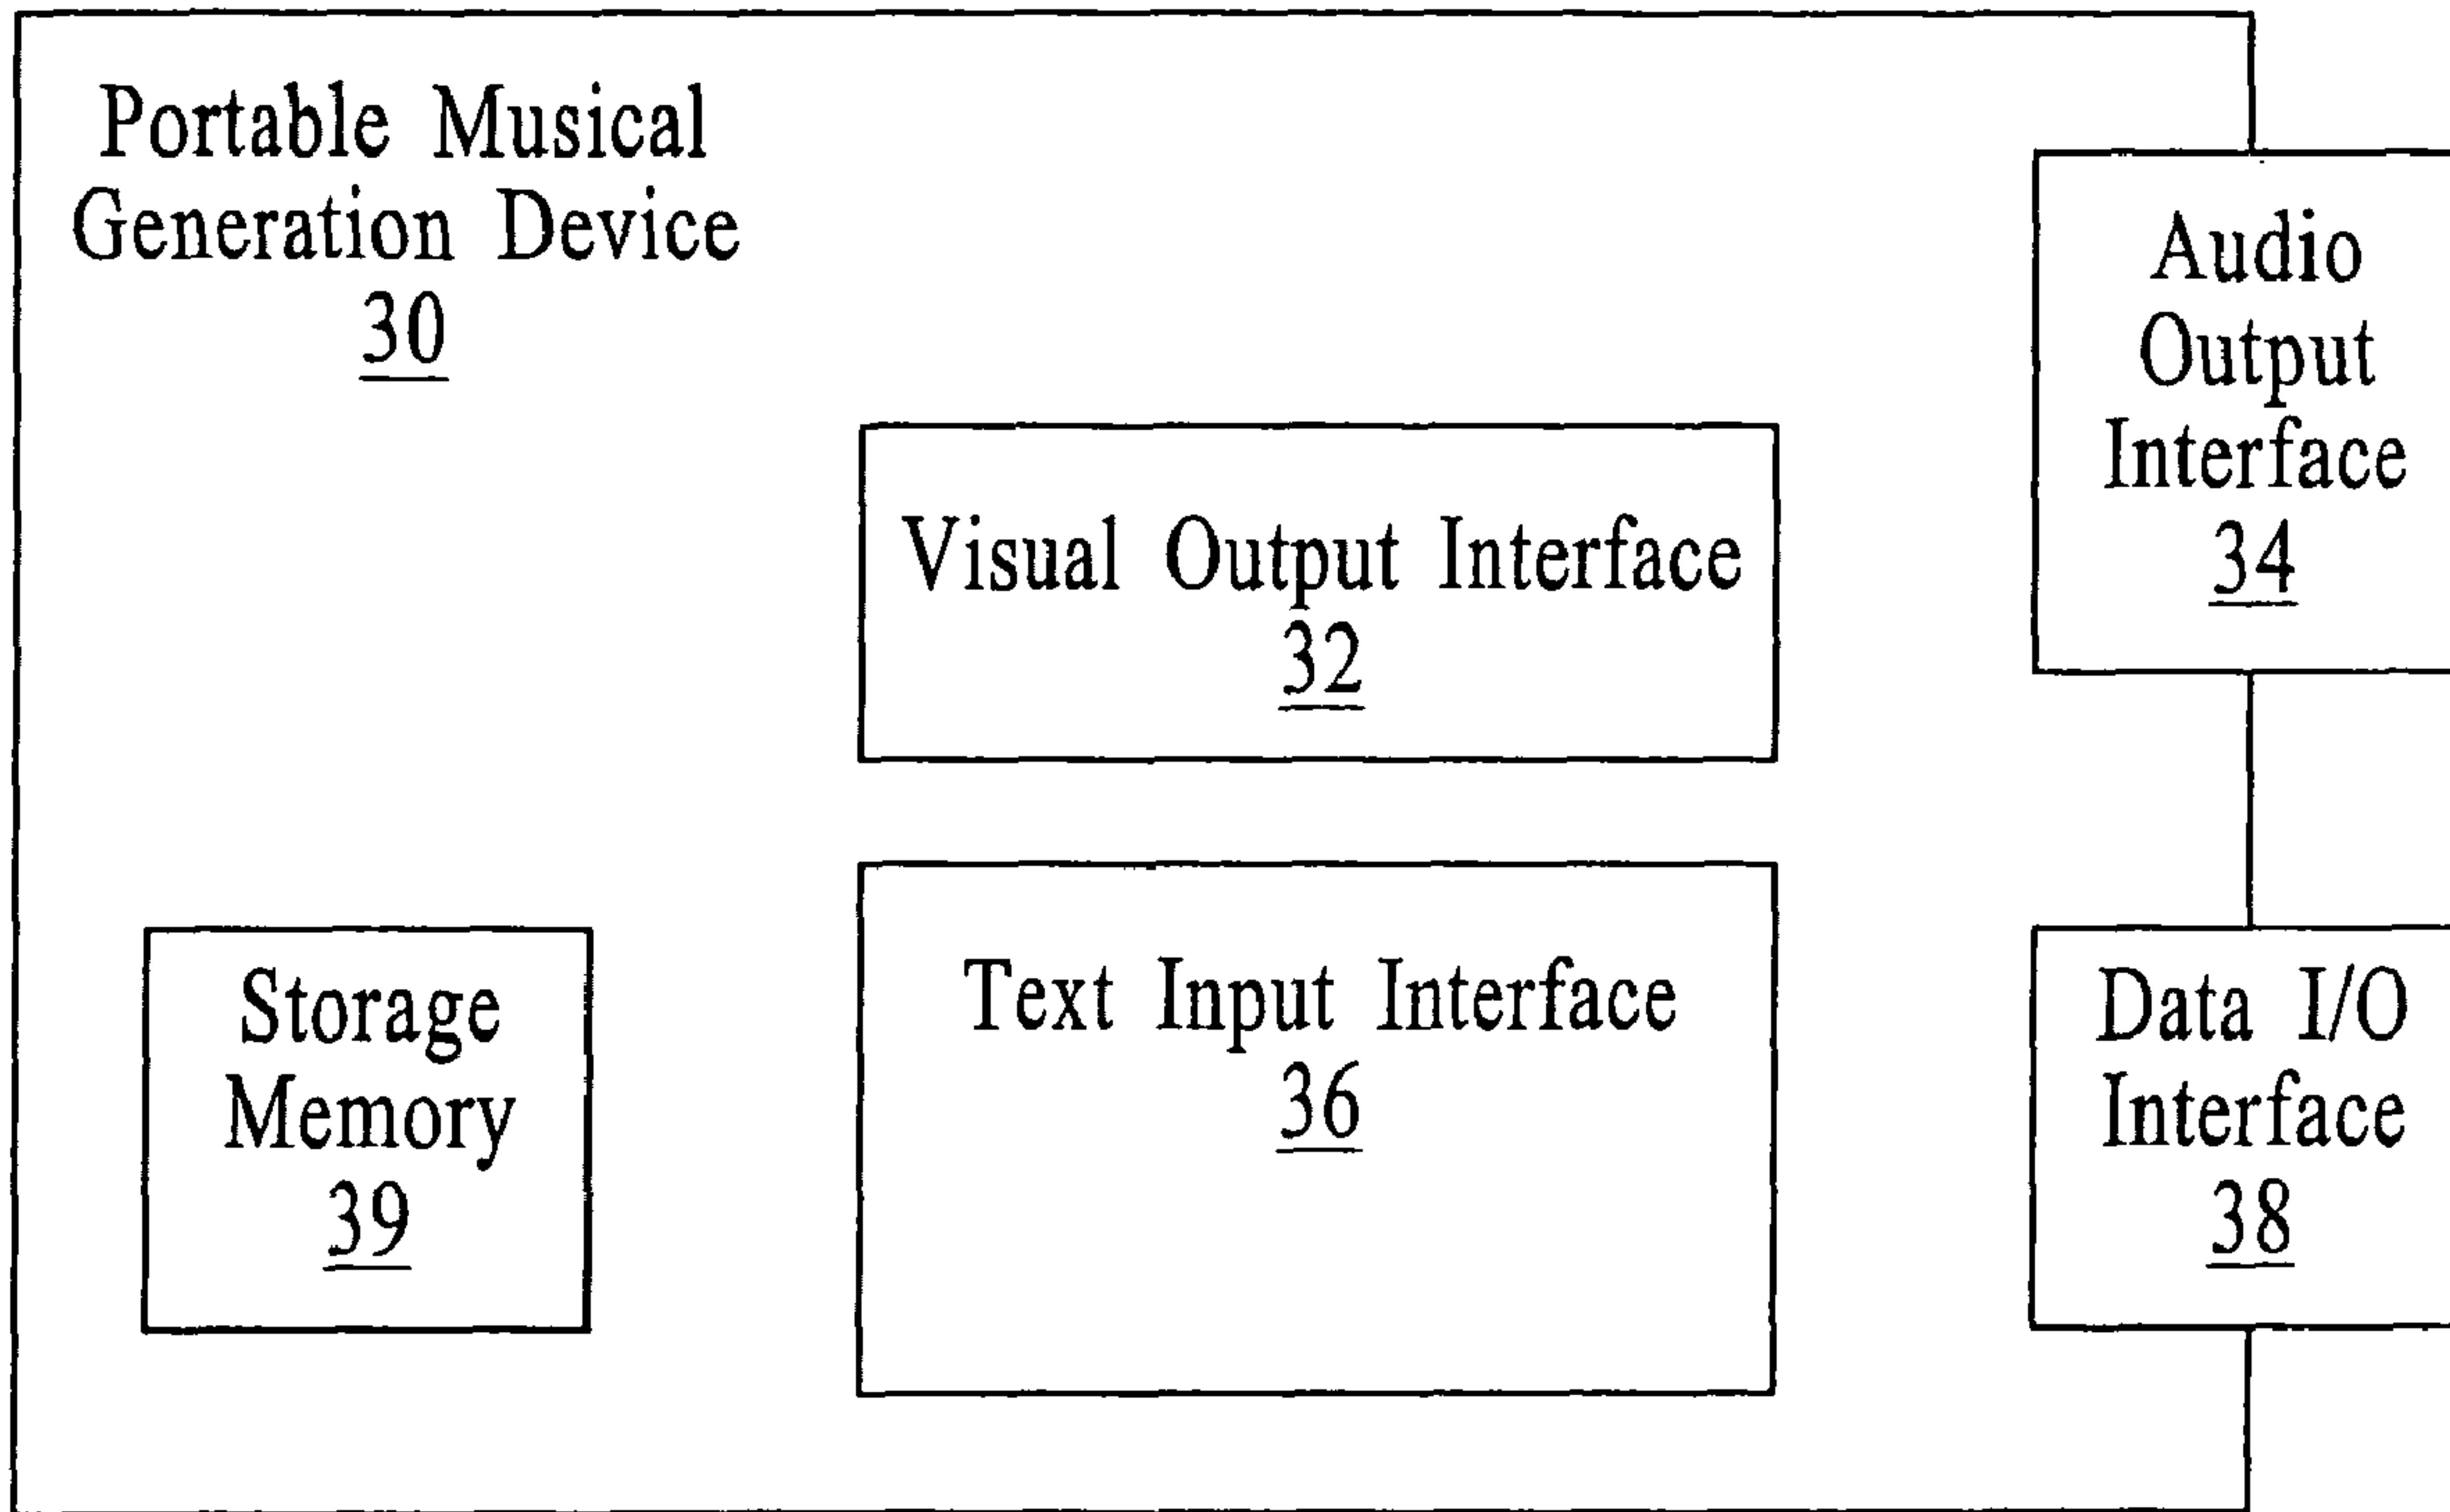 Portable Musical
Generation Device
30
Audio
Output
Interface
34
Visual Output Interface
32
Storage
Memory
39
Text Input Interface
36
Data I/O
Interface
38